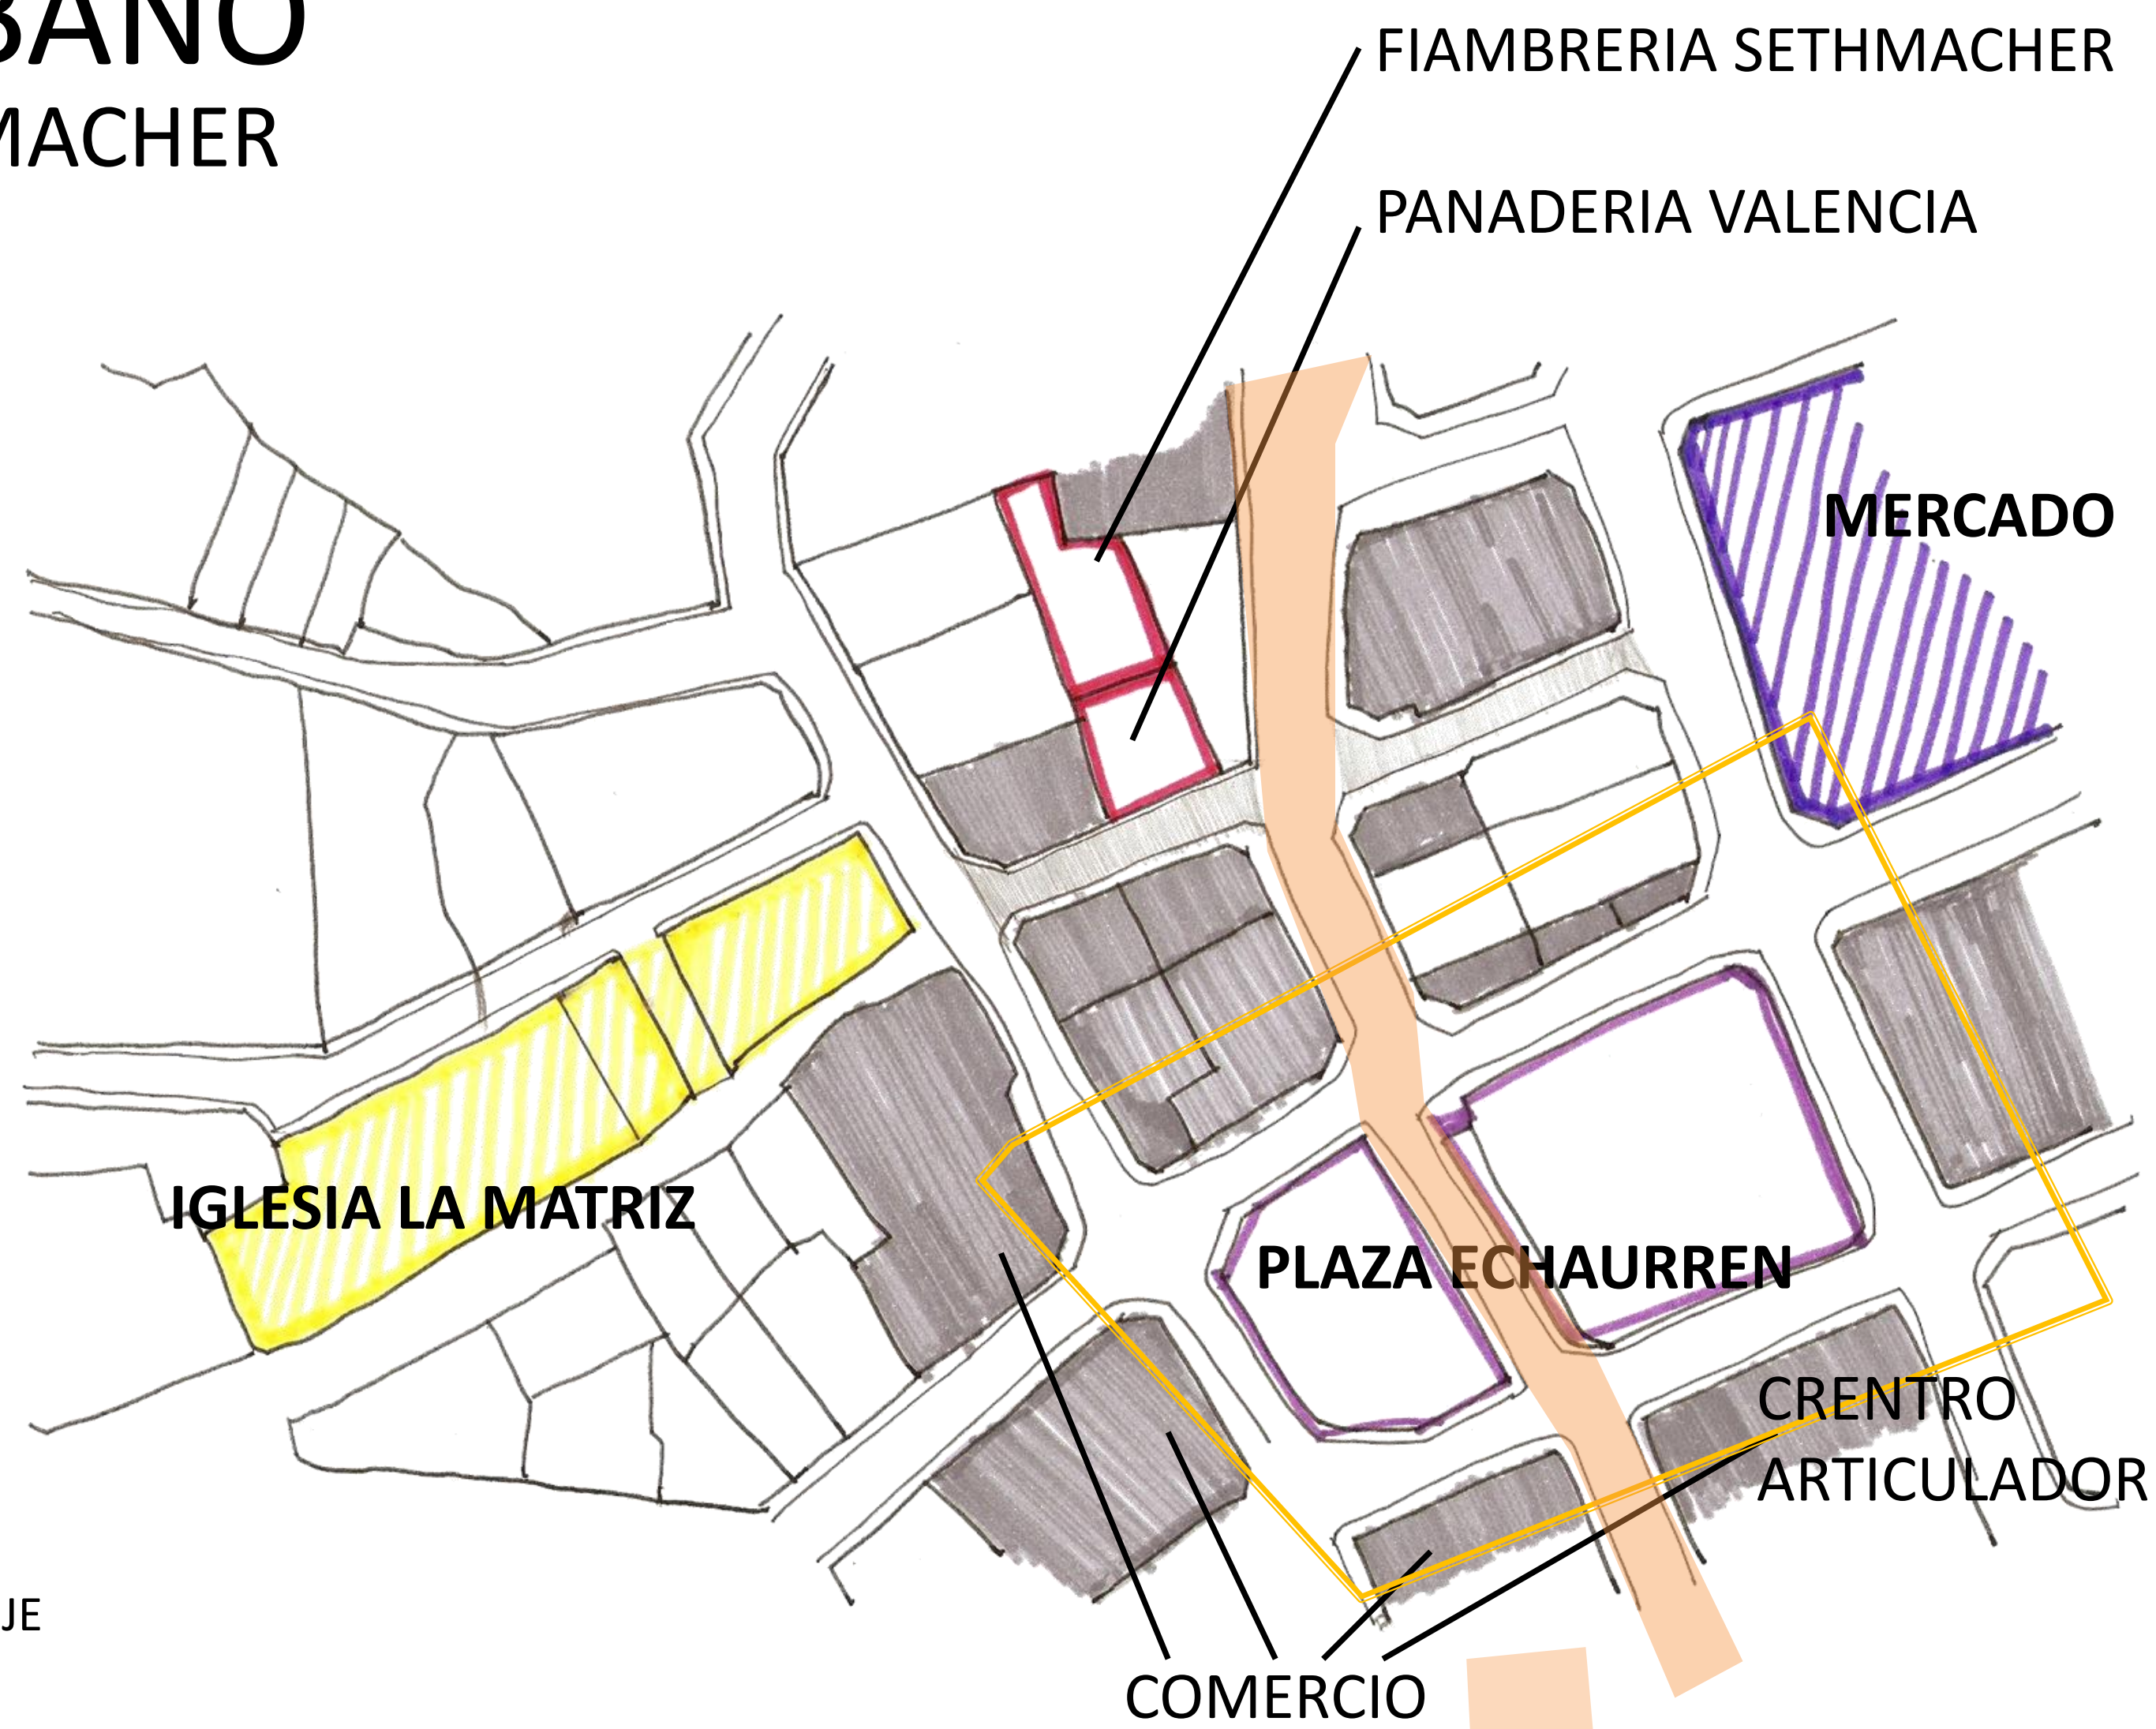 BANO
MACHER
FIAMBRERIA SETHMACHER
PANADERIA VALENCIA
MERCADO
IGLESIA LA MATRIZ
PLAZA ECHAURREN
CRENTRO
ARTICULADOR
JE
COMERCIO